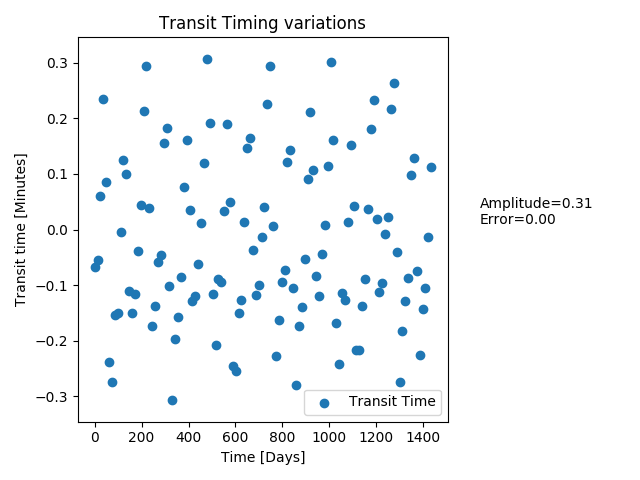 Transit Timing variations
Transit time [Minutes]
0.3
0.2
0.1
0.0
−0.1
−0.2
−0.3
Amplitude=0.31
Error=0.00
Transit Time
0
200
400
600
800
1000
1200
1400
Time [Days]